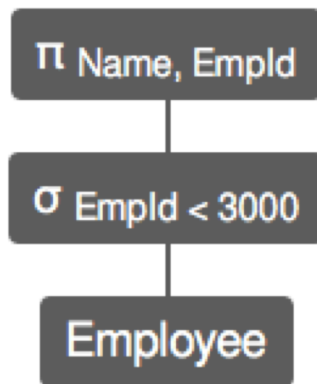 π Name, EmpId
σ EmpId < 3000
Employee